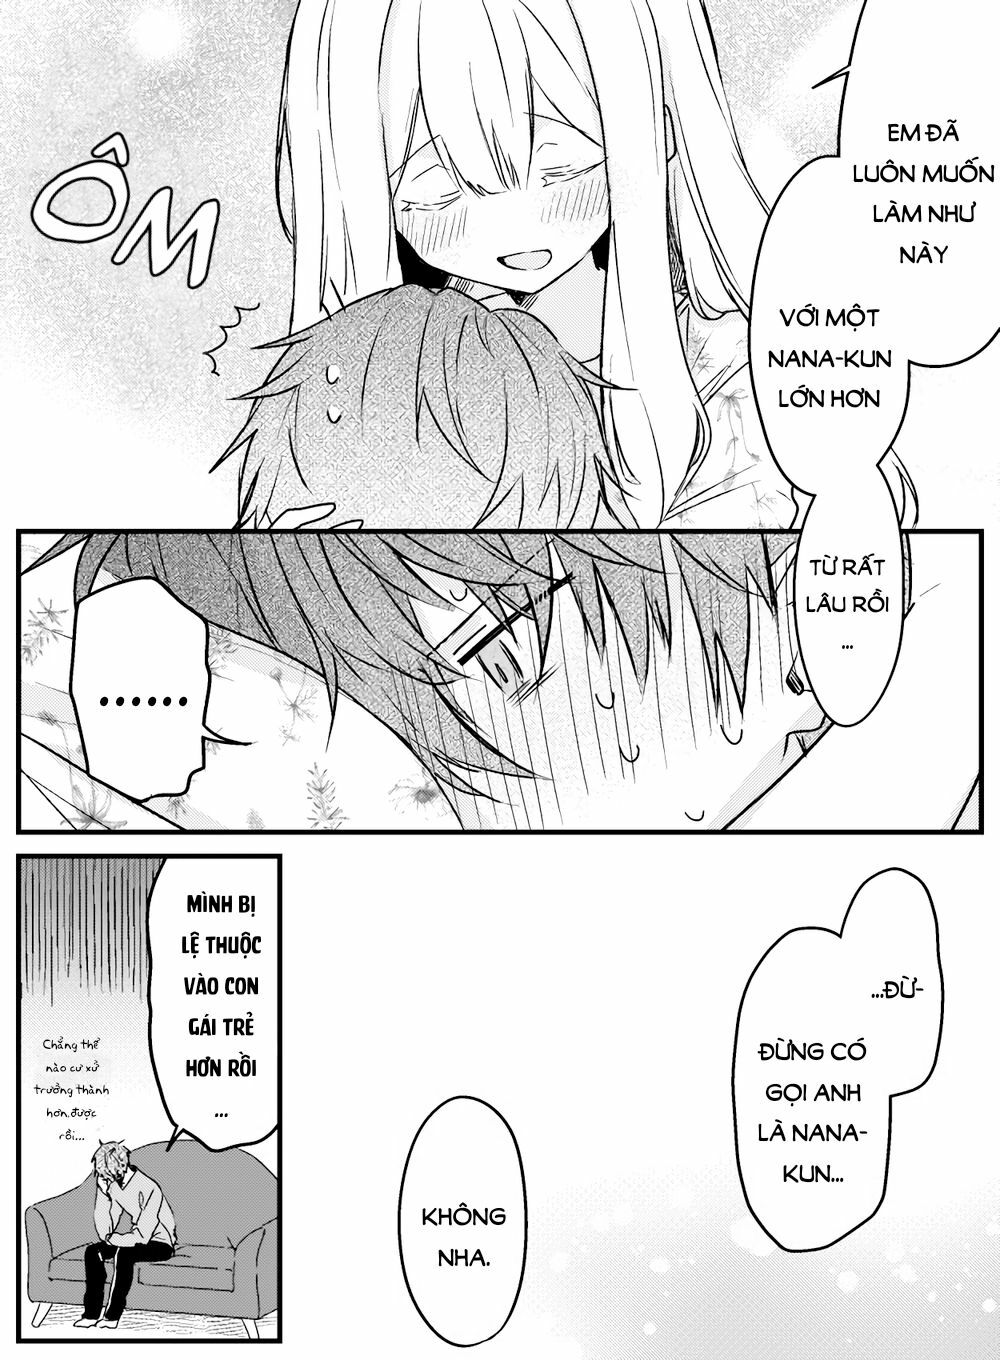 EM ĐÃ
LUÔN MUỐN
LÀM NHƯ
NÀY
VỚI MỘT
NANA-KUN
LỚN HƠN
ÔM
TỪ RẤT
LÂU RỒI
...
......
...ĐỪ-
ĐỪNG CÓ
GỌI ANH
LÀ NANA-
KUN...
KHÔNG
NHA.
MÌNH BỊ
LỆ THUỘC
VÀO CON
GÁI TRẺ
HƠN RỒI
...
Chẳng thể
nào cư xử
trưởng thành
hơn được
rồi...